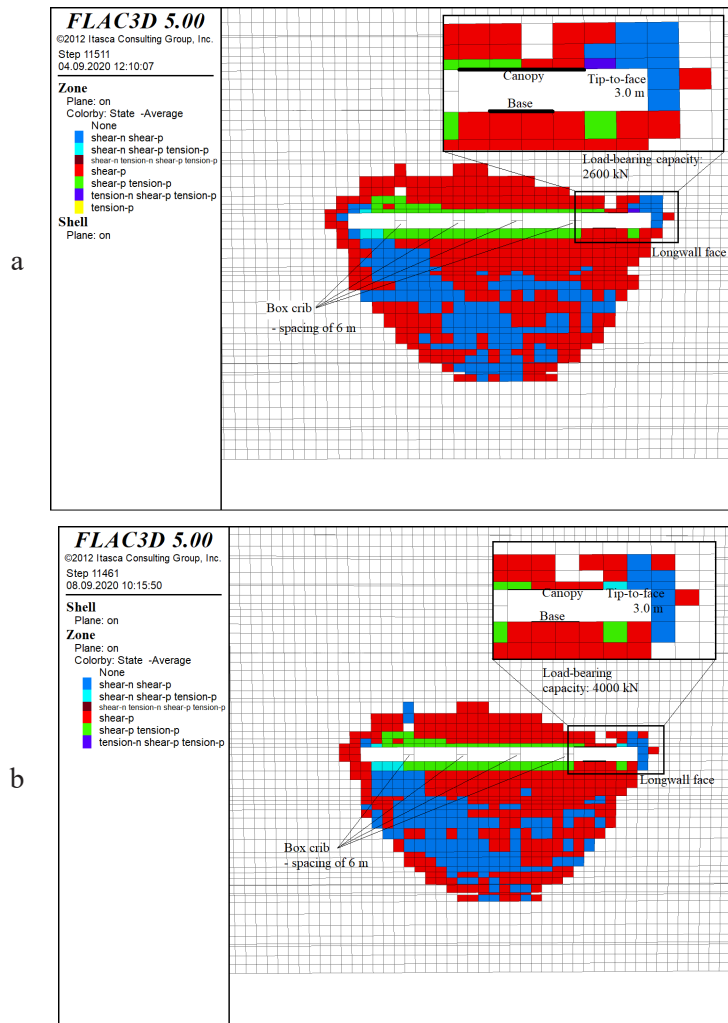 FLAC3D 5.00
©2012 Itasca Consulting Group, Inc.
Step 11511
04.09.2020 12:10:07
Zone
Plane: on
Colorby: State -Average
None
shear-n shear-p
shear-n shear-p tension-p
shear-n tension-n shear-p tension-p
shear-p
shear-p tension-p
tension-n shear-p tension-p
tension-p
Shell
Plane: on
Canopy
Tip-to-face
3.0 m
Base
Load-bearing capacity:
2600 kN
Longwall face
Box crib
- spacing of 6 m
a
FLAC3D 5.00
©2012 Itasca Consulting Group, Inc.
Step 11461
08.09.2020 10:15:50
Shell
Plane: on
Zone
Plane: on
Colorby: State -Average
None
shear-n shear-p
shear-n shear-p tension-p
shear-n tension-n shear-p tension-p
shear-p
shear-p tension-p
tension-n shear-p tension-p
Canopy
Tip-to-face
3.0 m
Base
Load-bearing
capacity: 4000 kN
Longwall face
Box crib
- spacing of 6 m
b